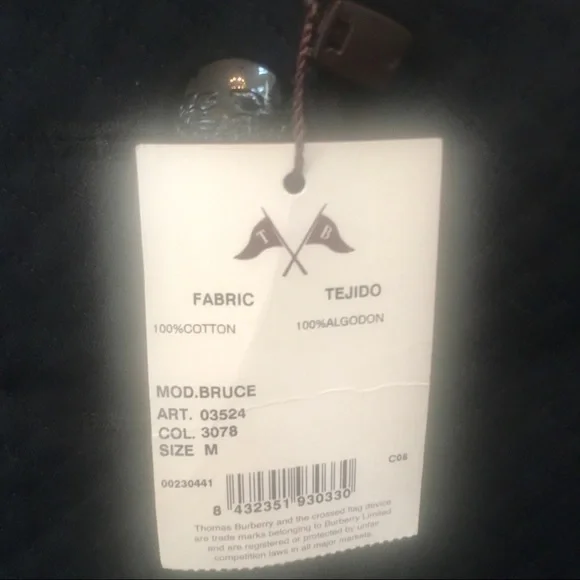 T B
FABRIC TEJIDO
100%COTTON 100%ALGODON
MOD.BRUCE
ART. 03524
COL. 3078
SIZE M
C08
00230441
8 432351 930330
Thomas Burberry and the crossed flag device
are trade marks belonging to Burberry Limited
and are registered or protected by unfair
competition laws in all major markets.